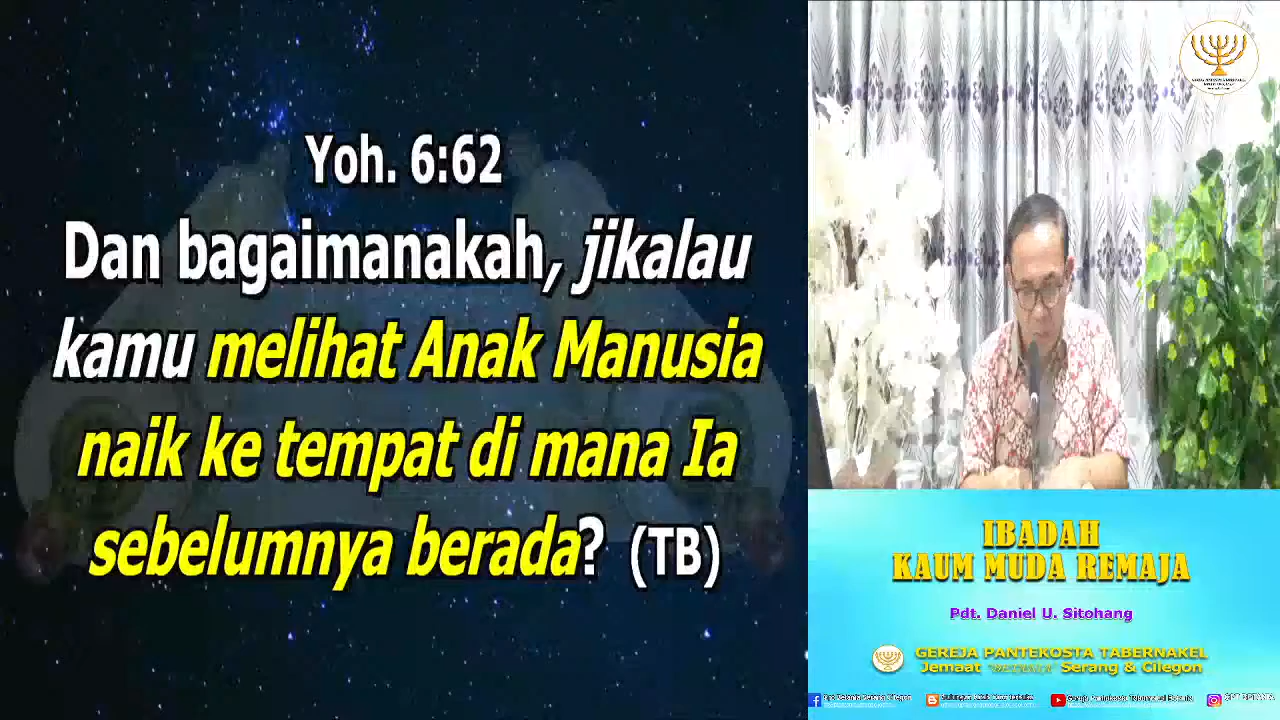 Yoh. 6:62
Dan bagaimanakah, jikalau
kamu melihat Anak Manusia
naik ke tempat di mana Ia
sebelumnya berada? (TB)
IBADAH
KAUM MUDA REMAJA
Pdt. Daniel U. Sitohang
GEREJA PANTEKOSTA TABERNAKEL
Jemaat "BETHANIA" Serang & Cilegon